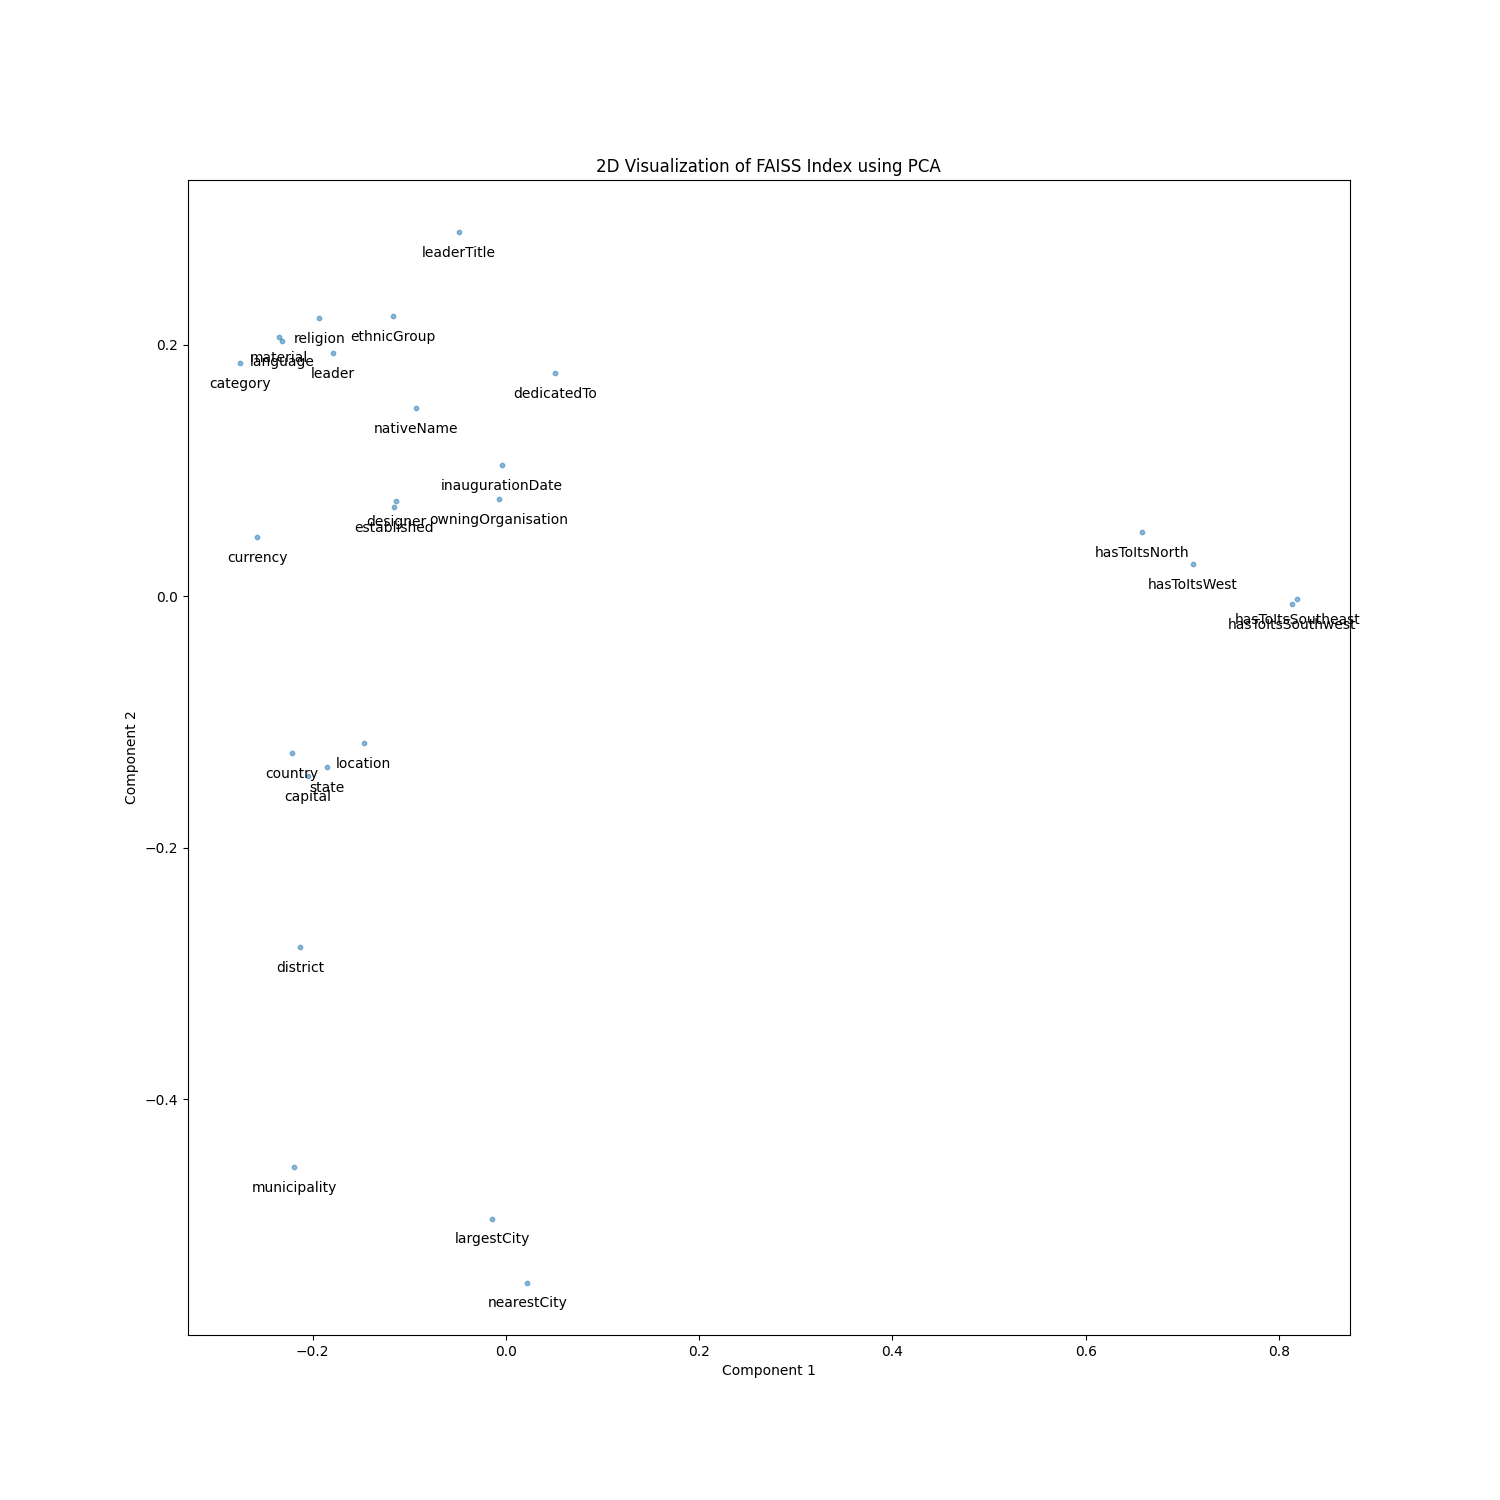 2D Visualization of FAISS Index using PCA
leaderTitle
religion
ethnicGroup
material
language
leader
category
dedicatedTo
nativeName
inaugurationDate
designer
owningOrganisation
established
currency
hasToItsNorth
hasToItsWest
hasToItsSoutheast
hasToItsSouthwest
location
country
state
capital
district
municipality
largestCity
nearestCity
0.2
0.0
−0.2
−0.4
Component 2
−0.2
0.0
0.2
0.4
0.6
0.8
Component 1